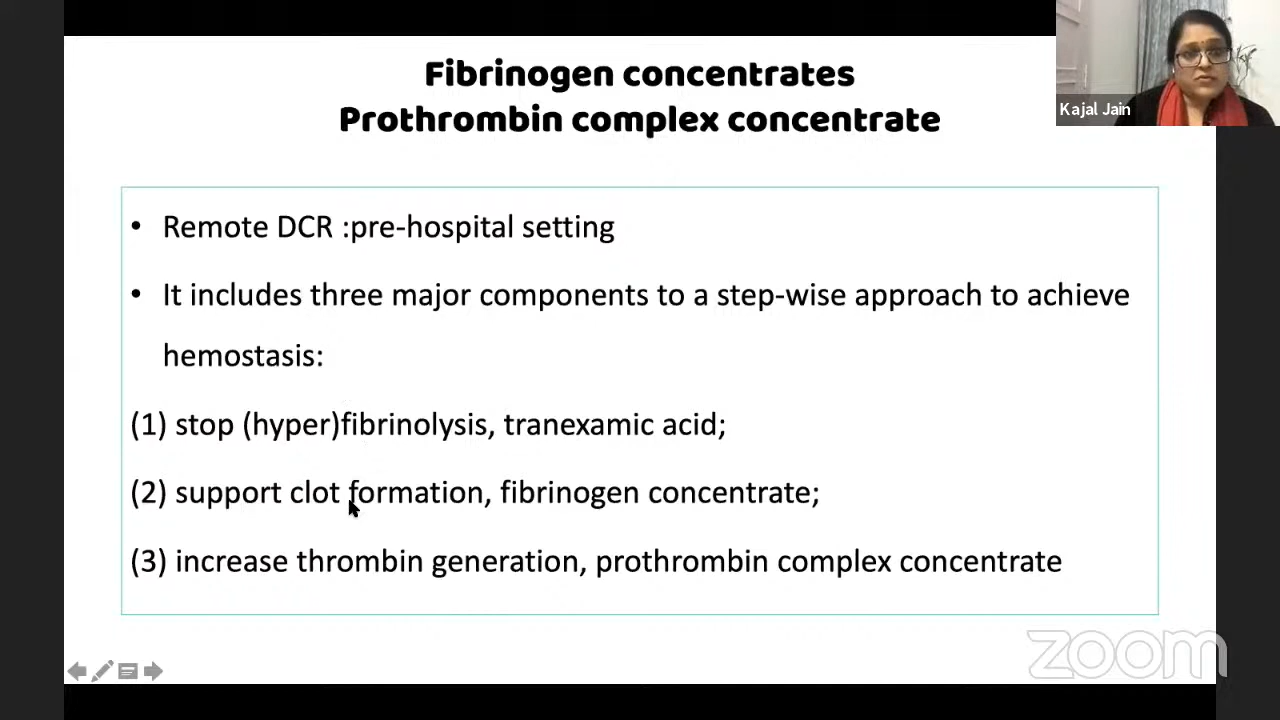 Fibrinogen concentrates
Prothrombin complex concentrate
Kajal Jain
• Remote DCR :pre-hospital setting
• It includes three major components to a step-wise approach to achieve
hemostasis:
(1) stop (hyper)fibrinolysis, tranexamic acid;
(2) support clot formation, fibrinogen concentrate;
(3) increase thrombin generation, prothrombin complex concentrate
zoom